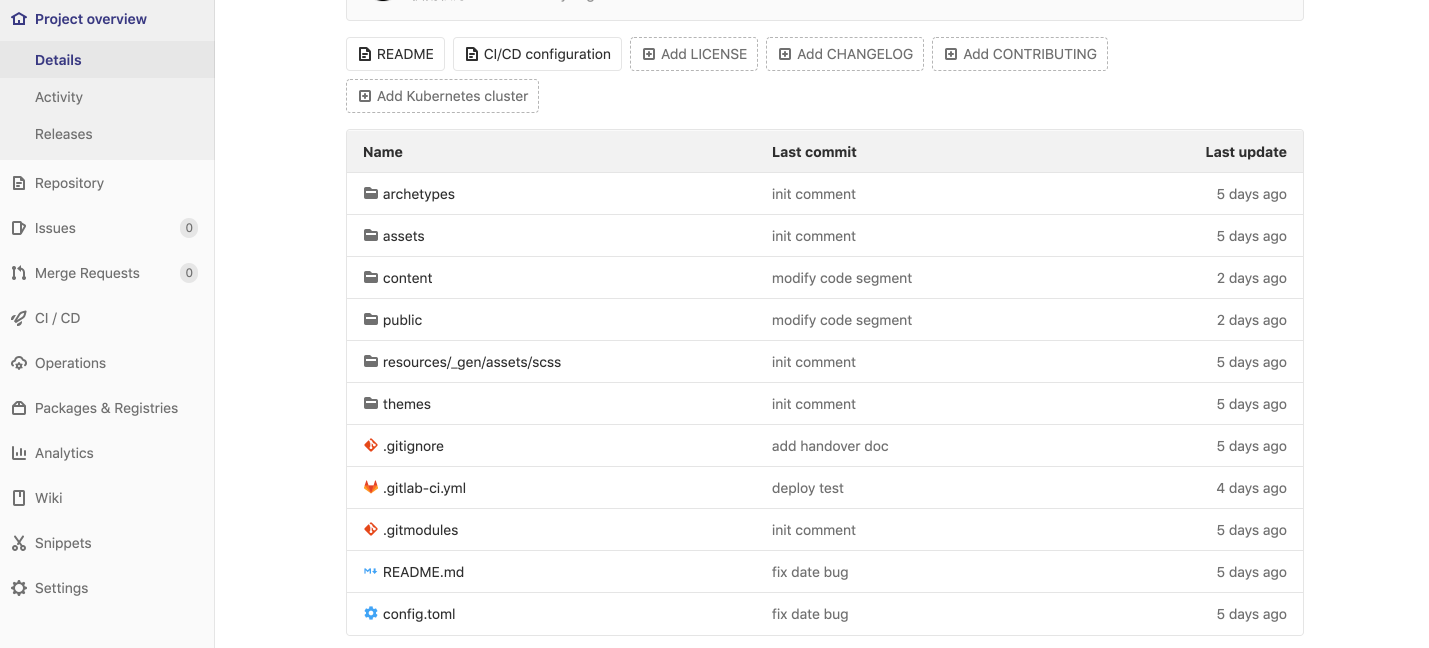 Project overview
Details
Activity
Releases
Repository
Issues 0
Merge Requests 0
CI / CD
Operations
Packages & Registries
Analytics
Wiki
Snippets
Settings
README CI/CD configuration Add LICENSE Add CHANGELOG Add CONTRIBUTING
Add Kubernetes cluster
Name Last commit Last update
archetypes init comment 5 days ago
assets init comment 5 days ago
content modify code segment 2 days ago
public modify code segment 2 days ago
resources/_gen/assets/scss init comment 5 days ago
themes init comment 5 days ago
.gitignore add handover doc 5 days ago
.gitlab-ci.yml deploy test 4 days ago
.gitmodules init comment 5 days ago
README.md fix date bug 5 days ago
config.toml fix date bug 5 days ago